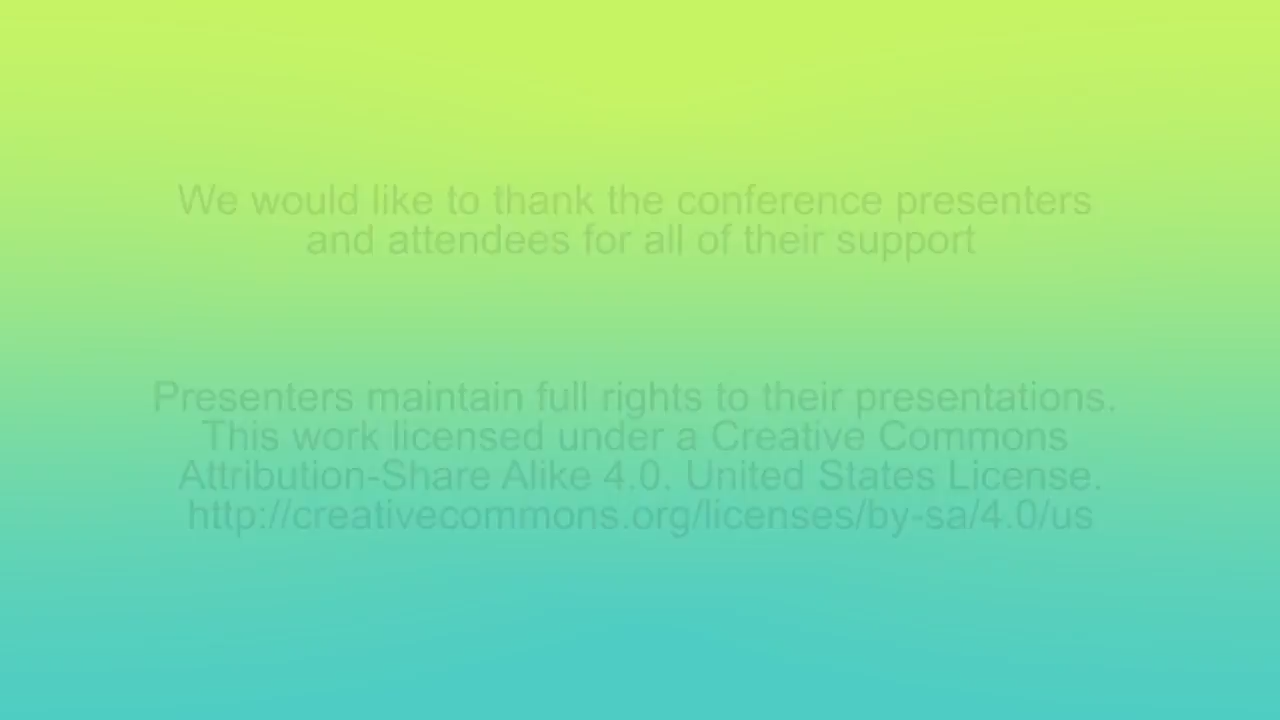 We would like to thank the conference presenters
and attendees for all of their support
Presenters maintain full rights to their presentations.
This work licensed under a Creative Commons
Attribution-Share Alike 4.0. United States License.
http://creativecommons.org/licenses/by-sa/4.0/us